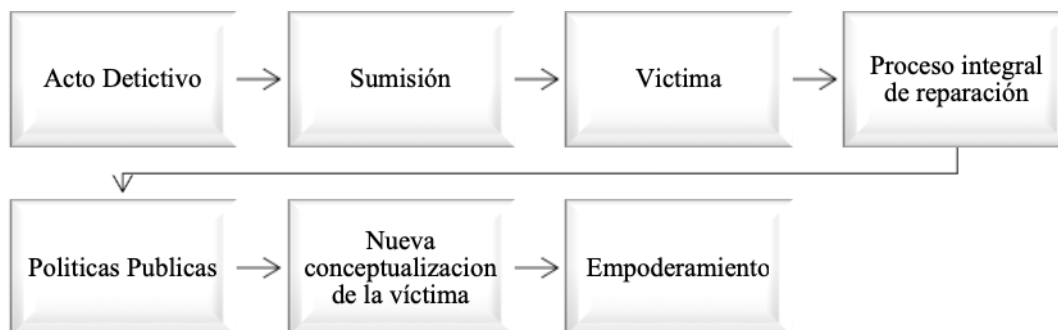 Acto Detictivo
Sumisión
Victima
Proceso integral
de reparación
Politicas Publicas
Nueva
conceptualizacion
de la víctima
Empoderamiento